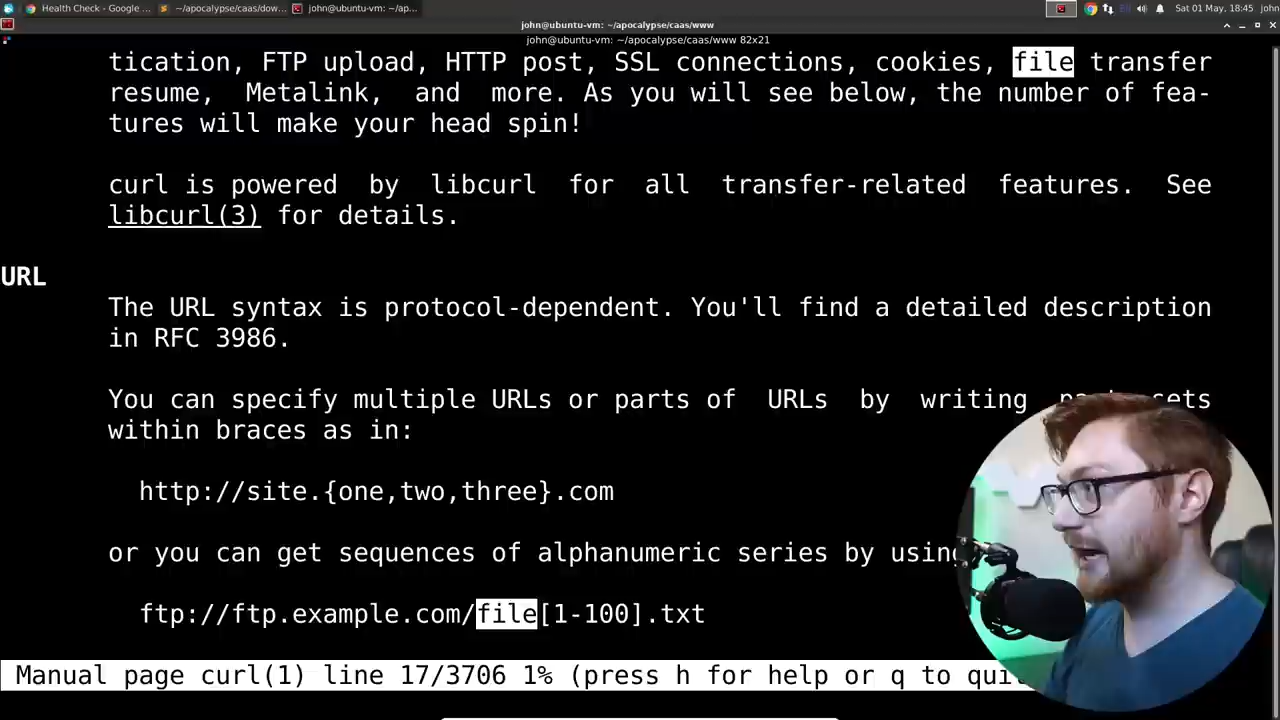 Health Check - Google ...
~/apocalypse/caas/dow...
john@ubuntu-vm: ~/ap...
Sat 01 May, 18:45
john
john@ubuntu-vm: ~/apocalypse/caas/www
john@ubuntu-vm: ~/apocalypse/caas/www 82x21
tication, FTP upload, HTTP post, SSL connections, cookies, file transfer
resume, Metalink, and more. As you will see below, the number of fea-
tures will make your head spin!
curl is powered by libcurl for all transfer-related features. See
libcurl(3) for details.
URL
The URL syntax is protocol-dependent. You'll find a detailed description
in RFC 3986.
You can specify multiple URLs or parts of URLs by writing sets
within braces as in:
http://site.{one,two,three}.com
or you can get sequences of alphanumeric series by using
ftp://ftp.example.com/file[1-100].txt
Manual page curl(1) line 17/3706 1% (press h for help or q to qui